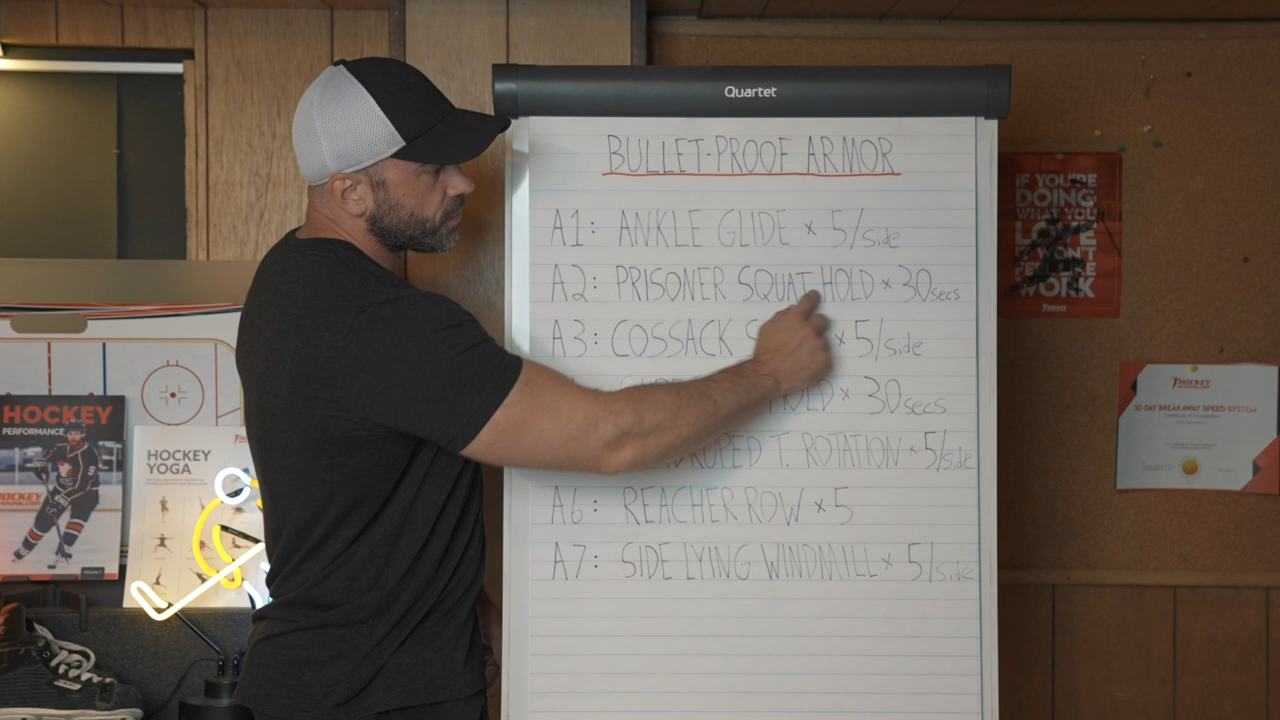 Quartet
BULLET-PROOF ARMOR
A1: ANKLE GLIDE × 5/side
A2: PRISONER SQUAT HOLD × 30secs
A3: COSSACK × 5/side
HOLD × 30secs
T. ROTATION × 5/side
A6: REACHER ROW × 5
A7: SIDE LYING WINDMILL × 5/side
IF YOU'RE
DOING
WHAT YOU
LOVE
IT WON'T
FEEL LIKE
WORK
HOCKEY
30-DAY BREAKAWAY SPEED SYSTEM
HOCKEY
PERFORMANCE
HOCKEY
HOCKEY
YOGA